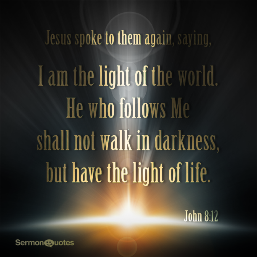 Jesus spoke to them again, saying,
I am the light of the world.
He who follows Me
shall not walk in darkness,
but have the light of life.
John 8:12
SermonQuotes